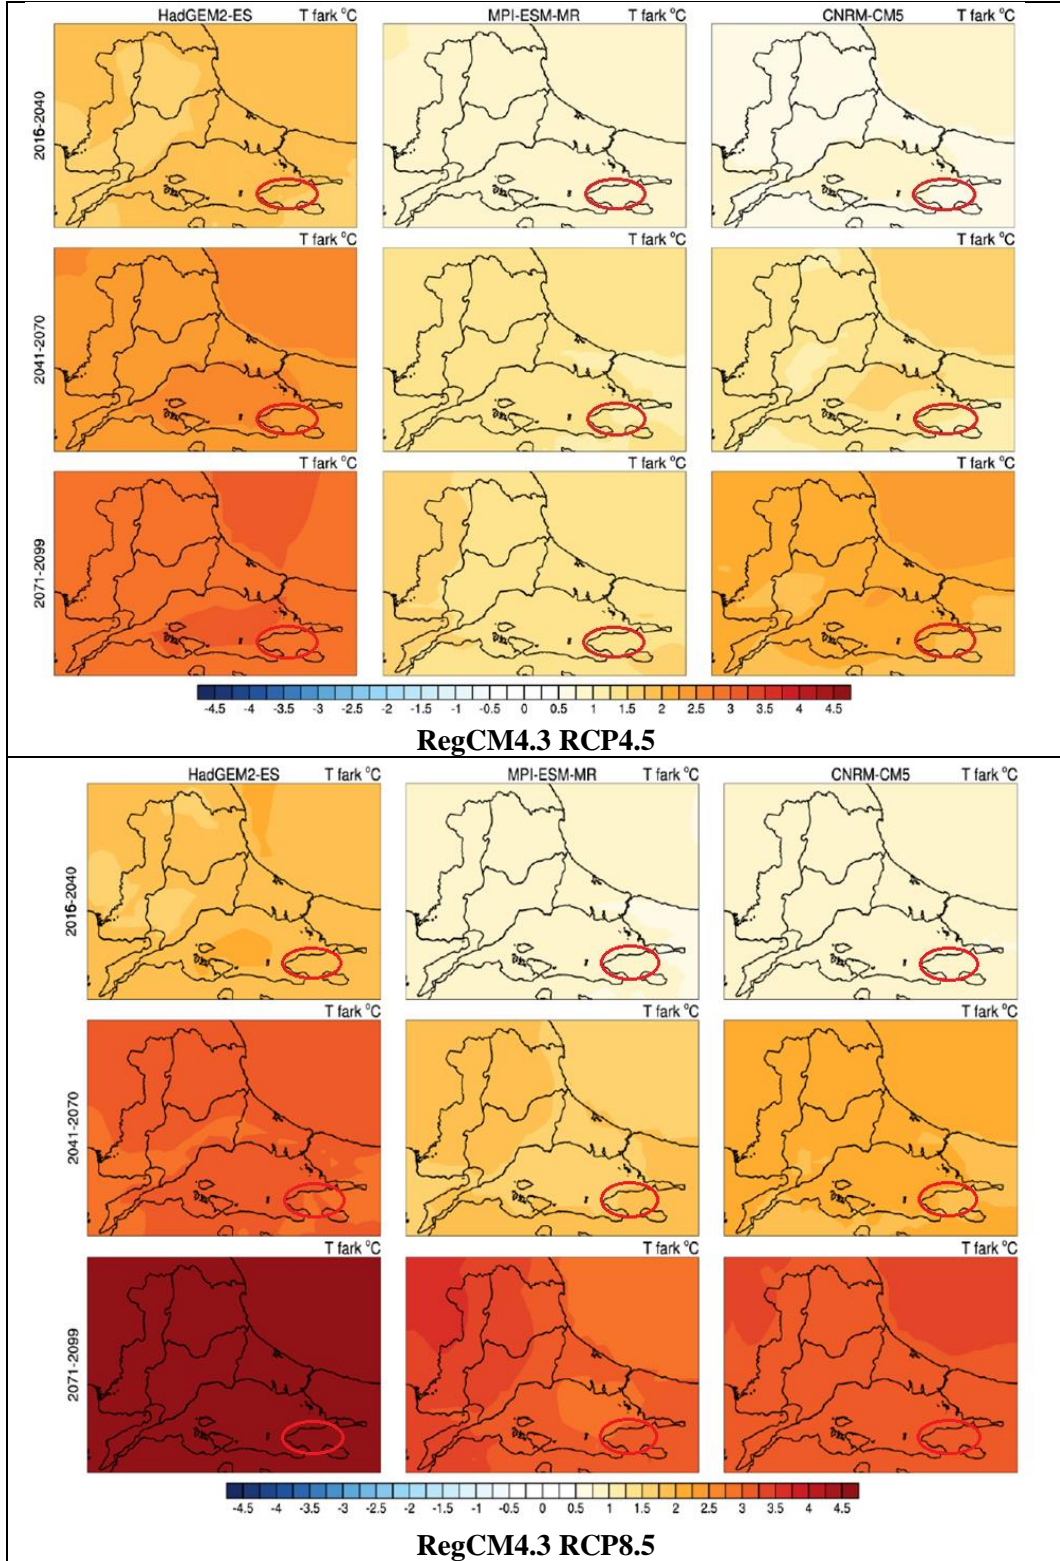 HadGEM2-ES T fark °C MPI-ESM-MR T fark °C CNRM-CM5 T fark °C
2016-2040
T fark °C T fark °C T fark °C
2041-2070
T fark °C T fark °C T fark °C
2071-2099
-4.5 -4 -3.5 -3 -2.5 -2 -1.5 -1 -0.5 0 0.5 1 1.5 2 2.5 3 3.5 4 4.5
RegCM4.3 RCP4.5
HadGEM2-ES T fark °C MPI-ESM-MR T fark °C CNRM-CM5 T fark °C
2016-2040
T fark °C T fark °C T fark °C
2041-2070
T fark °C T fark °C T fark °C
2071-2099
-4.5 -4 -3.5 -3 -2.5 -2 -1.5 -1 -0.5 0 0.5 1 1.5 2 2.5 3 3.5 4 4.5
RegCM4.3 RCP8.5